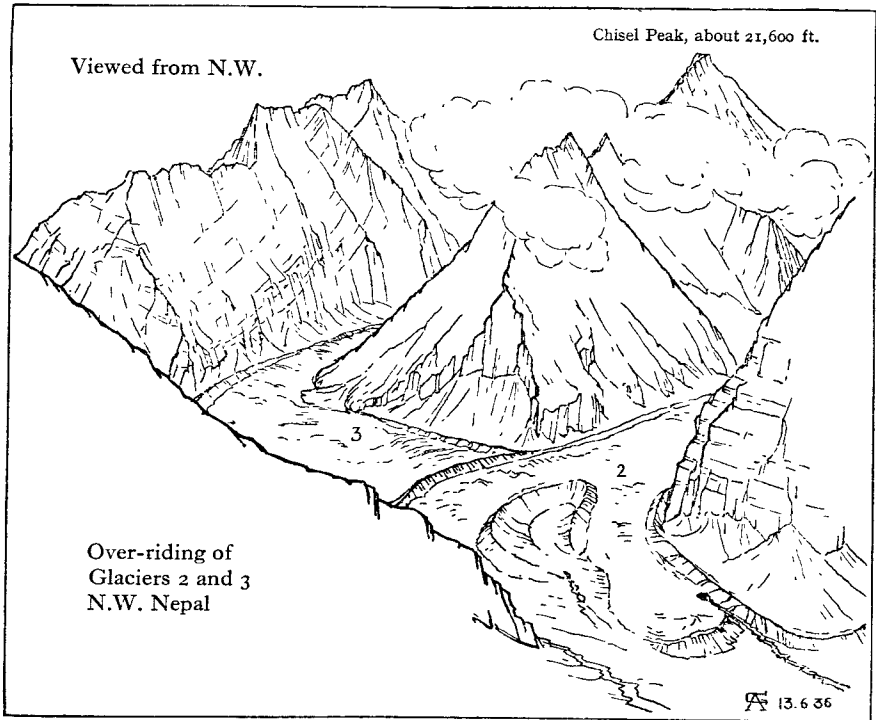 Chisel Peak, about 21,600 ft.
Viewed from N.W.
3
2
Over-riding of
Glaciers 2 and 3
N.W. Nepal
13.6.36